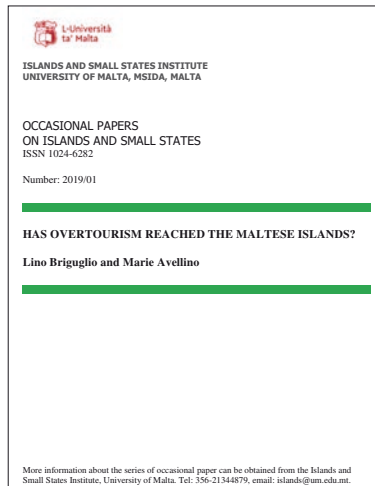 L-Università
ta' Malta
ISLANDS AND SMALL STATES INSTITUTE
UNIVERSITY OF MALTA, MSIDA, MALTA
OCCASIONAL PAPERS
ON ISLANDS AND SMALL STATES
ISSN 1024-6282
Number: 2019/01
HAS OVERTOURISM REACHED THE MALTESE ISLANDS?
Lino Briguglio and Marie Avellino
More information about the series of occasional paper can be obtained from the Islands and
Small States Institute, University of Malta. Tel: 356-21344879, email: islands@um.edu.mt.